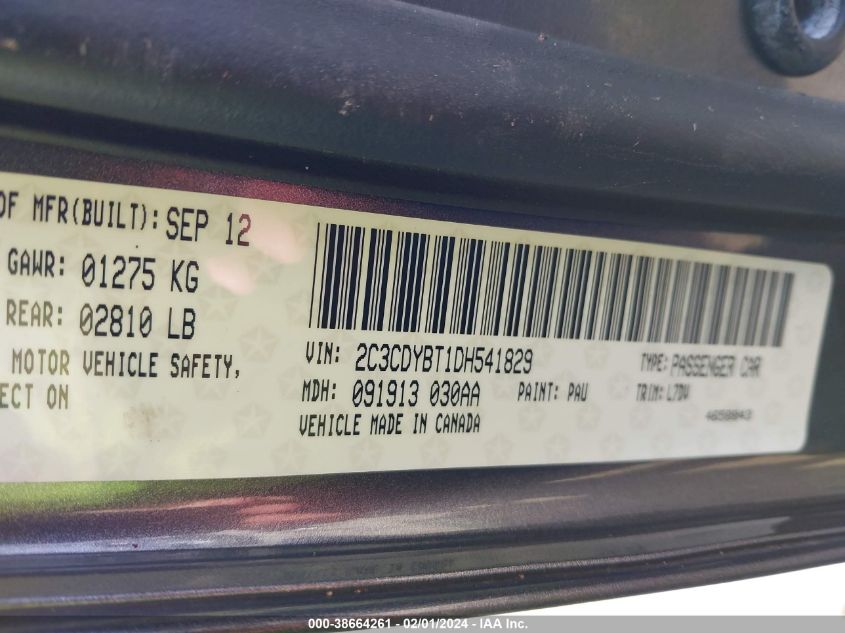 OF MFR(BUILT): SEP 12
GAWR: 01275 KG
REAR: 02810 LB
MOTOR VEHICLE SAFETY,
ECT ON
VIN: 2C3CDYBT1DH541829
TYPE: PASSENGER CAR
MDH: 091913 030AA
PAINT: PAU
TRIM: L7DV
VEHICLE MADE IN CANADA
000-38664261 - 02/01/2024 - IAA Inc.